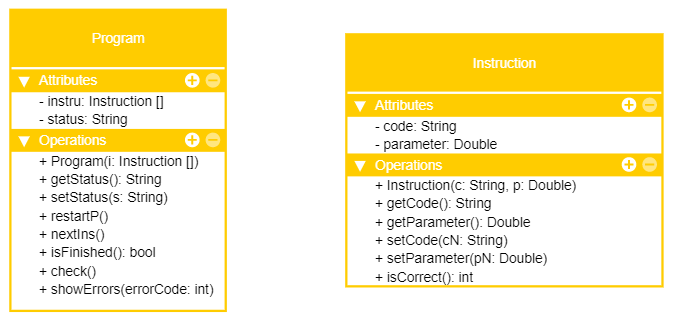 Program
Attributes
- instru: Instruction []
- status: String
Operations
+ Program(i: Instruction [])
+ getStatus(): String
+ setStatus(s: String)
+ restartP()
+ nextIns()
+ isFinished(): bool
+ check()
+ showErrors(errorCode: int)
Instruction
Attributes
- code: String
- parameter: Double
Operations
+ Instruction(c: String, p: Double)
+ getCode(): String
+ getParameter(): Double
+ setCode(cN: String)
+ setParameter(pN: Double)
+ isCorrect(): int